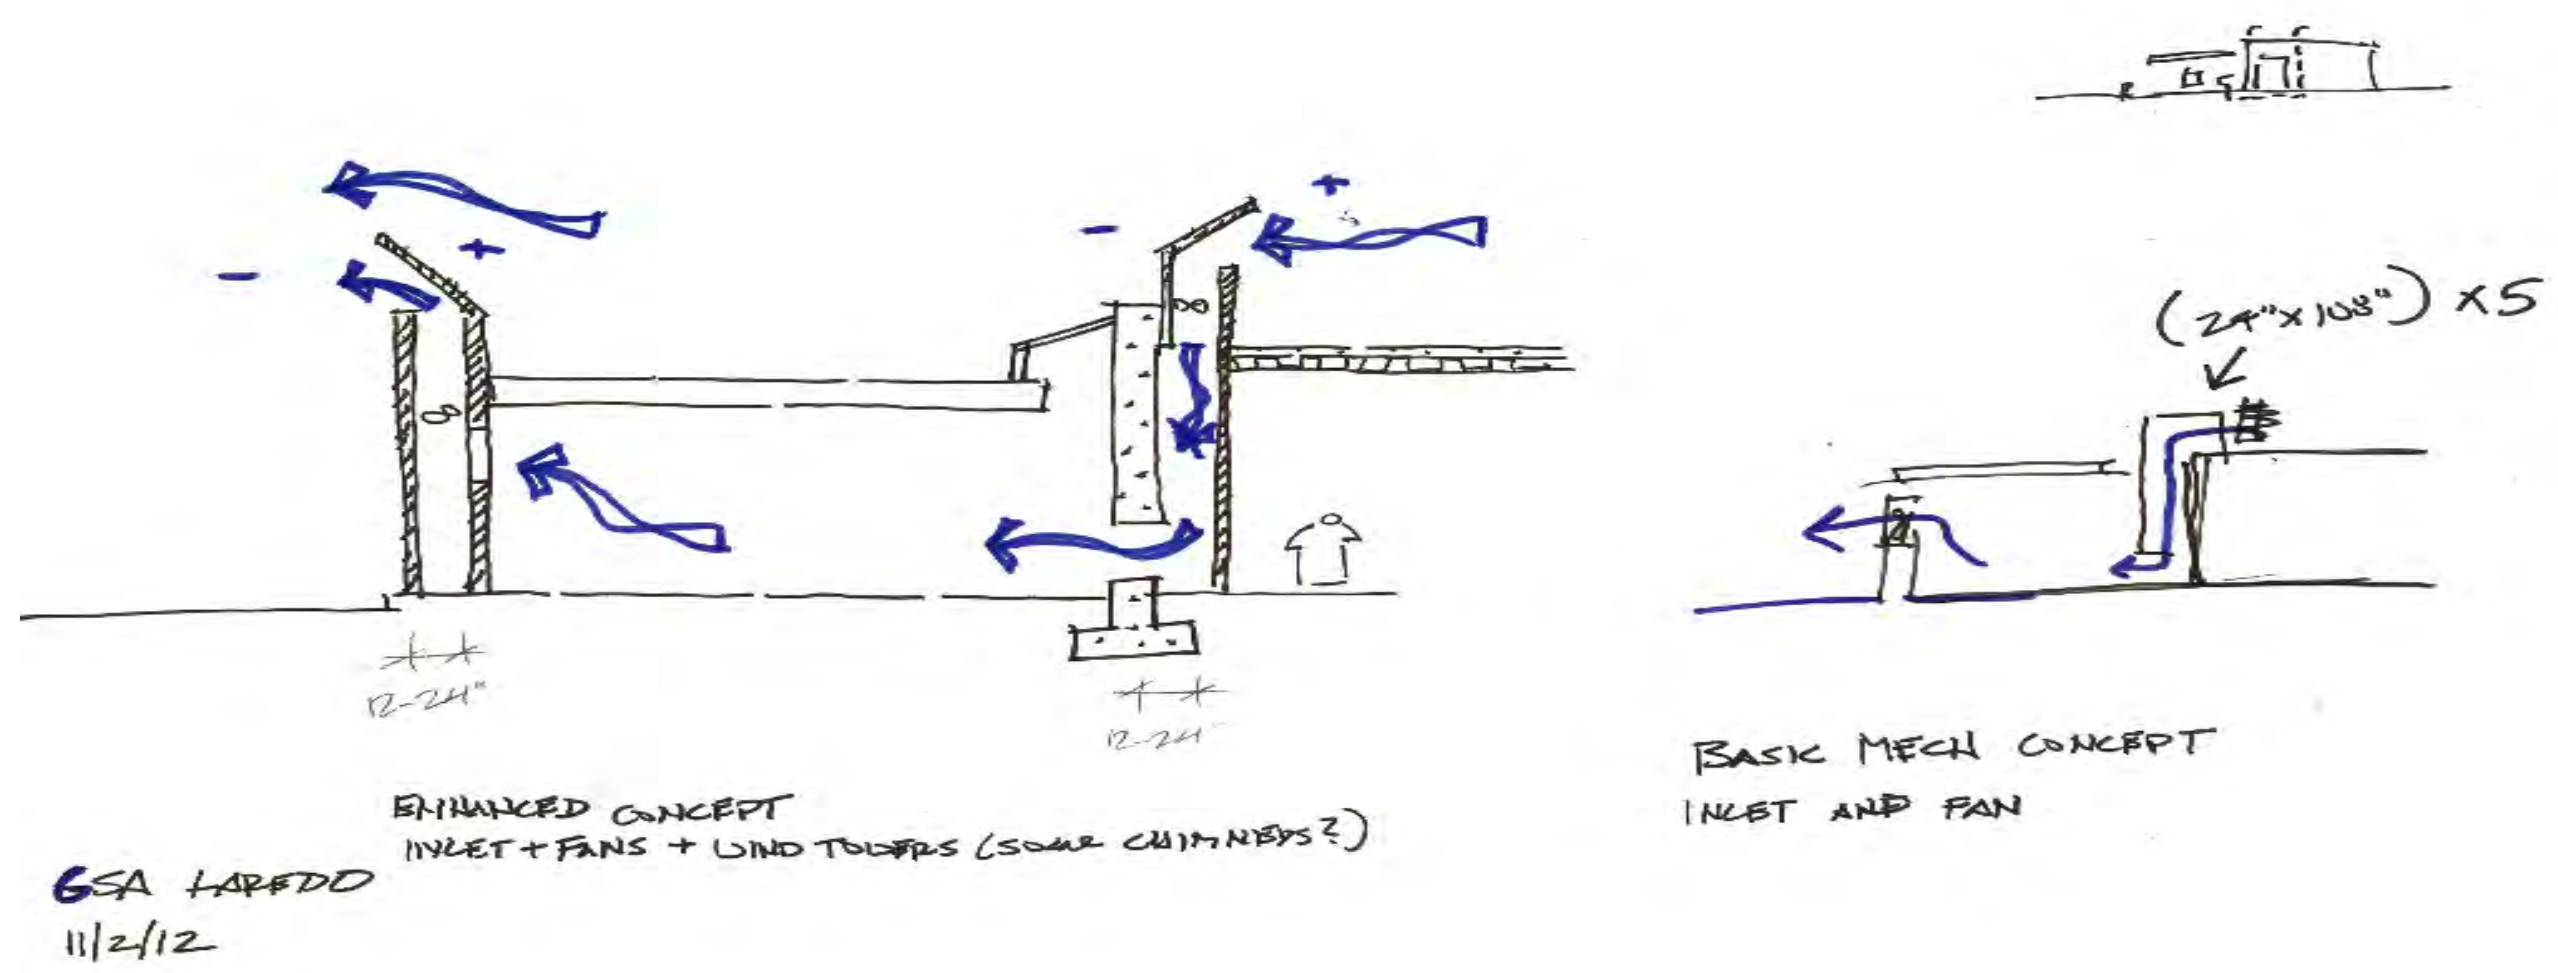 (24"x108") x5
12-24"
12-24
BASIC MECH CONCEPT
INLET AND FAN
ENHANCED CONCEPT
INLET + FANS + WIND TOWERS (SOLAR CHIMNEYS?)
GSA LAREDO
11/2/12